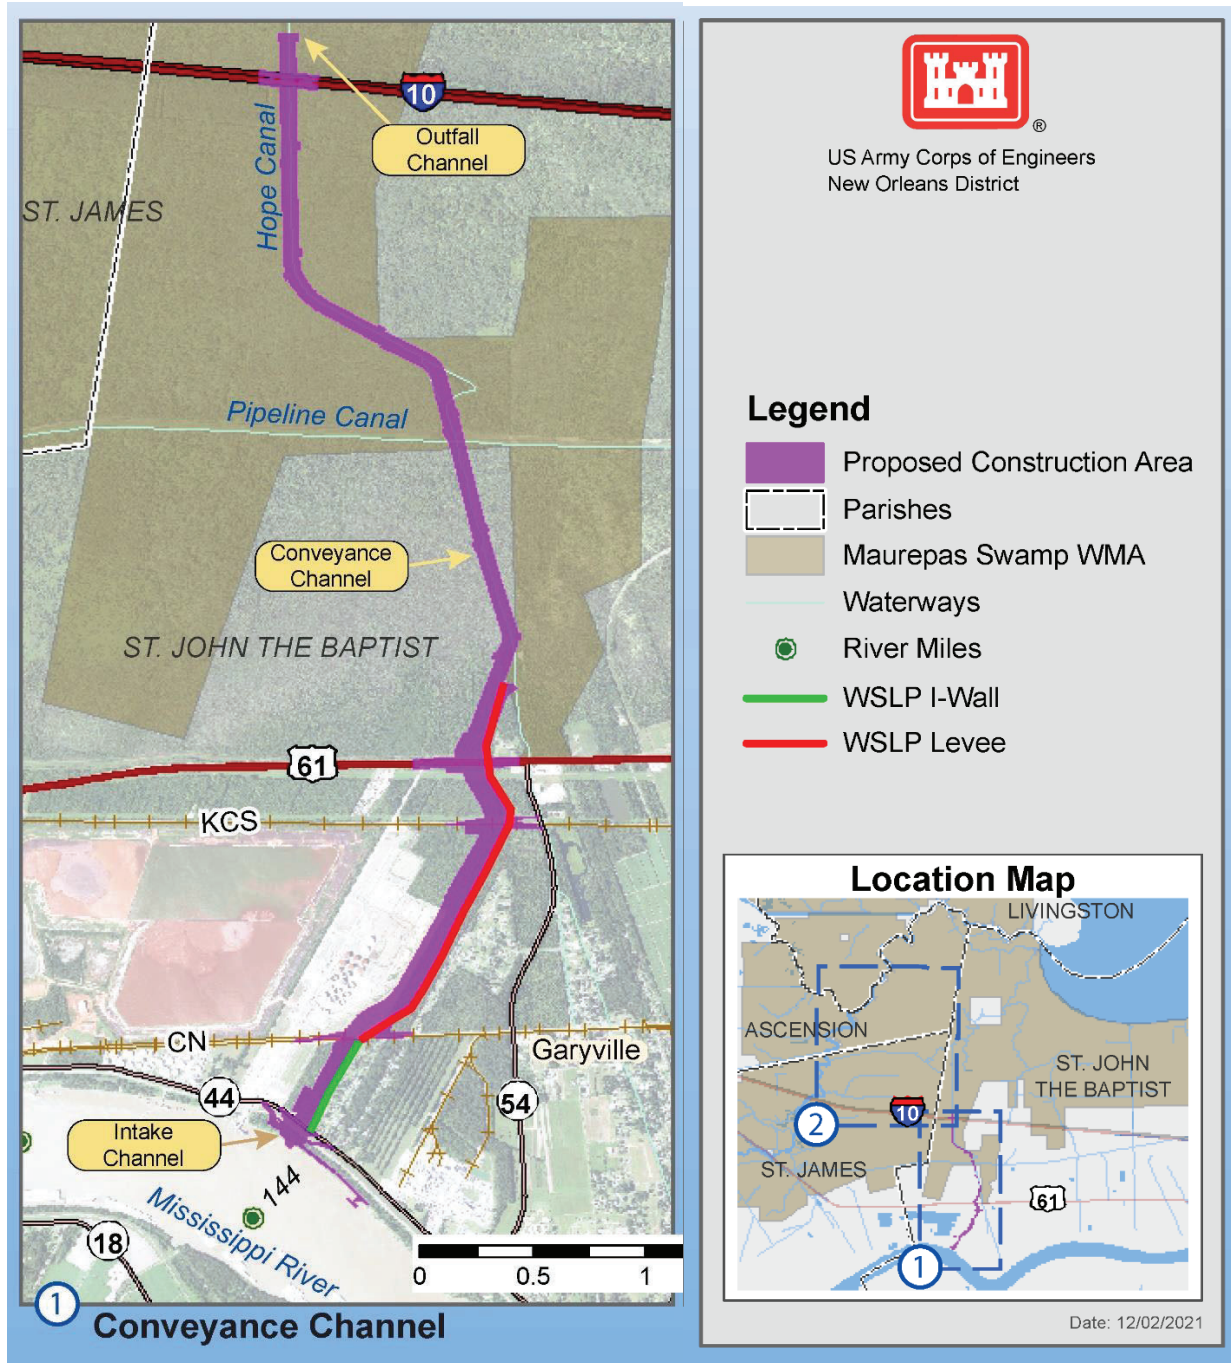 10
Outfall
Channel
Hope Canal
ST. JAMES
Pipeline Canal
Conveyance
Channel
ST. JOHN THE BAPTIST
61
KCS
CN
Garyville
44
54
Intake
Channel
144
Mississippi River
18
0 0.5 1
1
Conveyance Channel
®
US Army Corps of Engineers
New Orleans District
Legend
Proposed Construction Area
Parishes
Maurepas Swamp WMA
Waterways
River Miles
WSLP I-Wall
WSLP Levee
Location Map
LIVINGSTON
ASCENSION
ST. JOHN
THE BAPTIST
10
2
ST. JAMES
61
1
Date: 12/02/2021